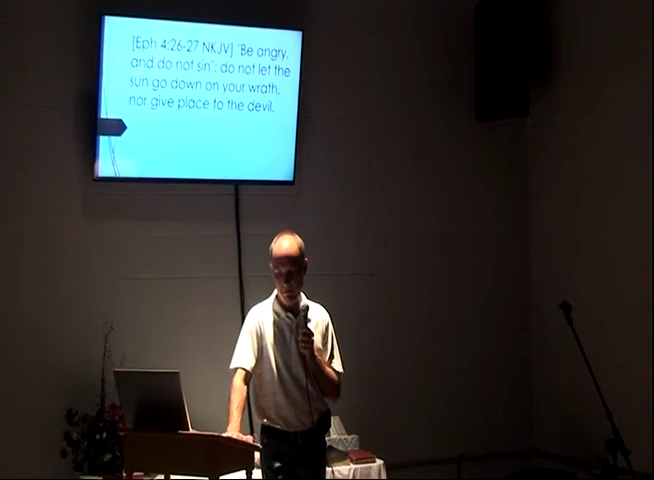 [Eph 4:26-27 NKJV] "Be angry,
and do not sin": do not let the
sun go down on your wrath,
nor give place to the devil.